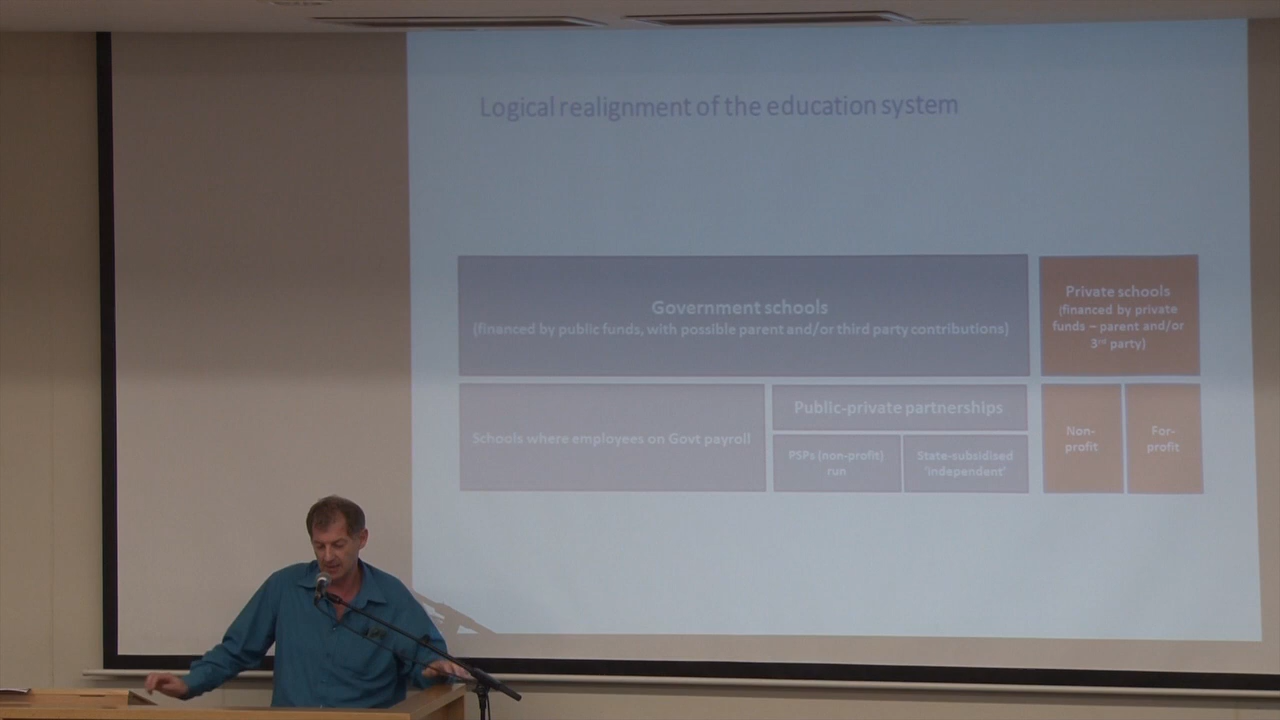 Logical realignment of the education system
Government schools
(financed by public funds, with possible parent and/or third party contributions)
Private schools
(financed by private
funds – parent and/or
3rd party)
Schools where employees on Govt payroll
Public-private partnerships
PSPs (non-profit)
run
State-subsidised
'independent'
Non-
profit
For-
profit